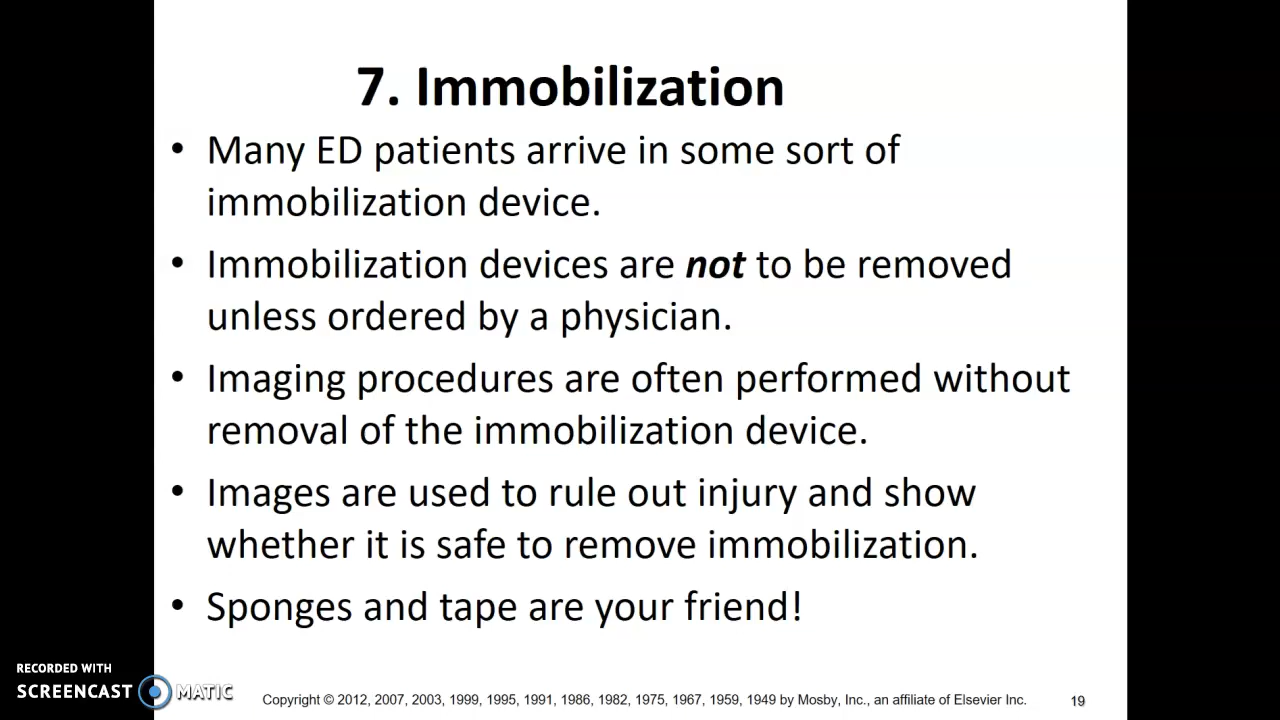 7. Immobilization
• Many ED patients arrive in some sort of
immobilization device.
• Immobilization devices are not to be removed
unless ordered by a physician.
• Imaging procedures are often performed without
removal of the immobilization device.
• Images are used to rule out injury and show
whether it is safe to remove immobilization.
• Sponges and tape are your friend!
RECORDED WITH
SCREENCAST MATIC
Copyright © 2012, 2007, 2003, 1999, 1995, 1991, 1986, 1982, 1975, 1967, 1959, 1949 by Mosby, Inc., an affiliate of Elsevier Inc.
19